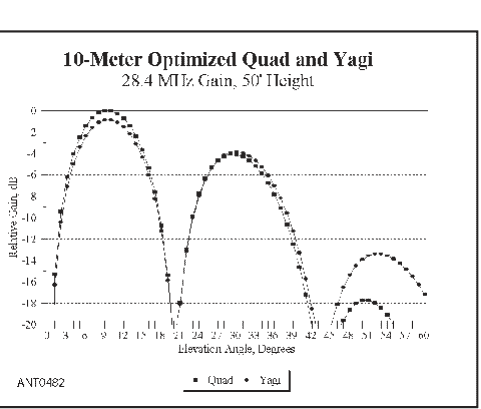 10-Meter Optimized Quad and Yagi
28.4 MHz Gain, 50' Height
Relative Gain, dB
0
2
-4
-6
-8
-10
-12
-14
-16
-18
-20
3 6 9 12 15 18 21 24 27 30 33 36 39 42 45 48 51 54 57 60
Elevation Angle, Degrees
ANT0482
Quad Yagi